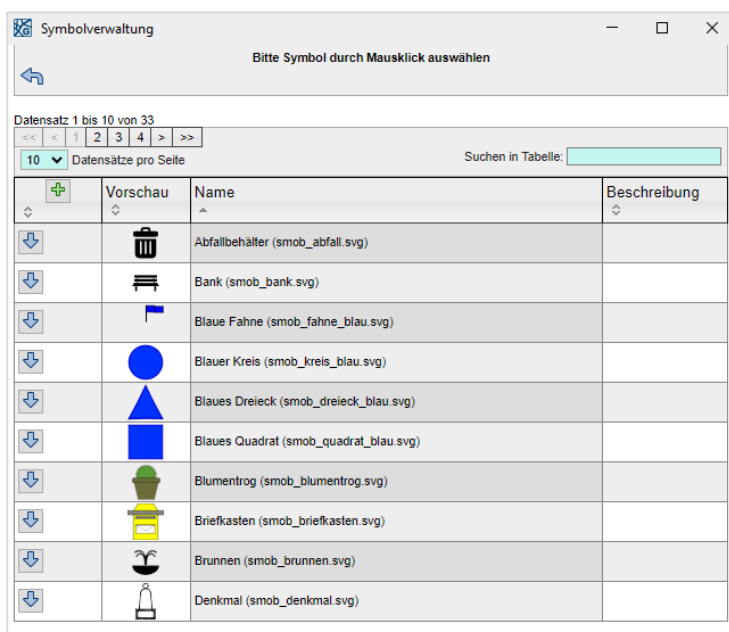 Symbolverwaltung
Bitte Symbol durch Mausklick auswählen
Datensatz 1 bis 10 von 33
<< < 1 2 3 4 > >>
10 Datensätze pro Seite Suchen in Tabelle:
Vorschau Name Beschreibung
Abfallbehälter (smob_abfall.svg)
Bank (smob_bank.svg)
Blaue Fahne (smob_fahne_blau.svg)
Blauer Kreis (smob_kreis_blau.svg)
Blaues Dreieck (smob_dreieck_blau.svg)
Blaues Quadrat (smob_quadrat_blau.svg)
Blumentrog (smob_blumentrog.svg)
Briefkasten (smob_briefkasten.svg)
Brunnen (smob_brunnen.svg)
Denkmal (smob_denkmal.svg)